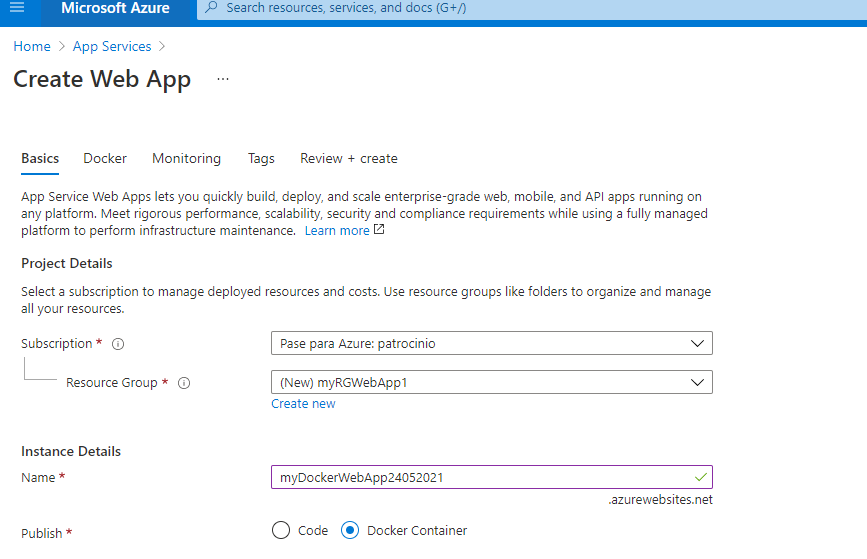 Microsoft Azure
Search resources, services, and docs (G+/)
Home > App Services >
Create Web App ...
Basics Docker Monitoring Tags Review + create
App Service Web Apps lets you quickly build, deploy, and scale enterprise-grade web, mobile, and API apps running on
any platform. Meet rigorous performance, scalability, security and compliance requirements while using a fully managed
platform to perform infrastructure maintenance. Learn more
Project Details
Select a subscription to manage deployed resources and costs. Use resource groups like folders to organize and manage
all your resources.
Subscription * Pase para Azure: patrocinio
Resource Group * (New) myRGWebApp1
Create new
Instance Details
Name * myDockerWebApp24052021
.azurewebsites.net
Publish * Code Docker Container